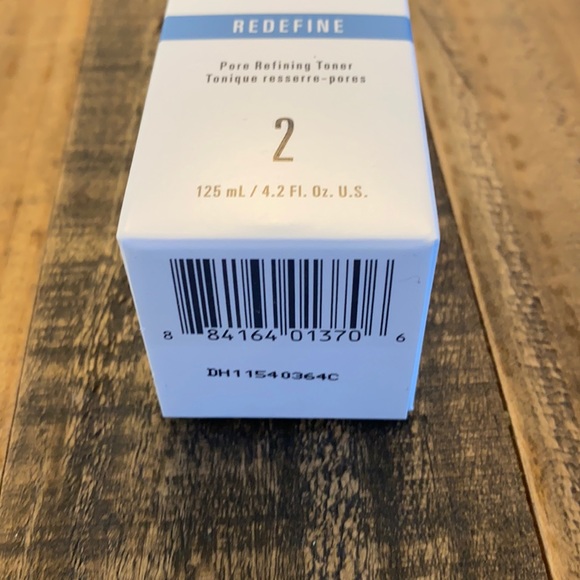 REDEFINE
Pore Refining Toner
Tonique resserre-pores
2
125 mL / 4.2 Fl. Oz. U.S.
8 84164 01370 6
DH11540364C